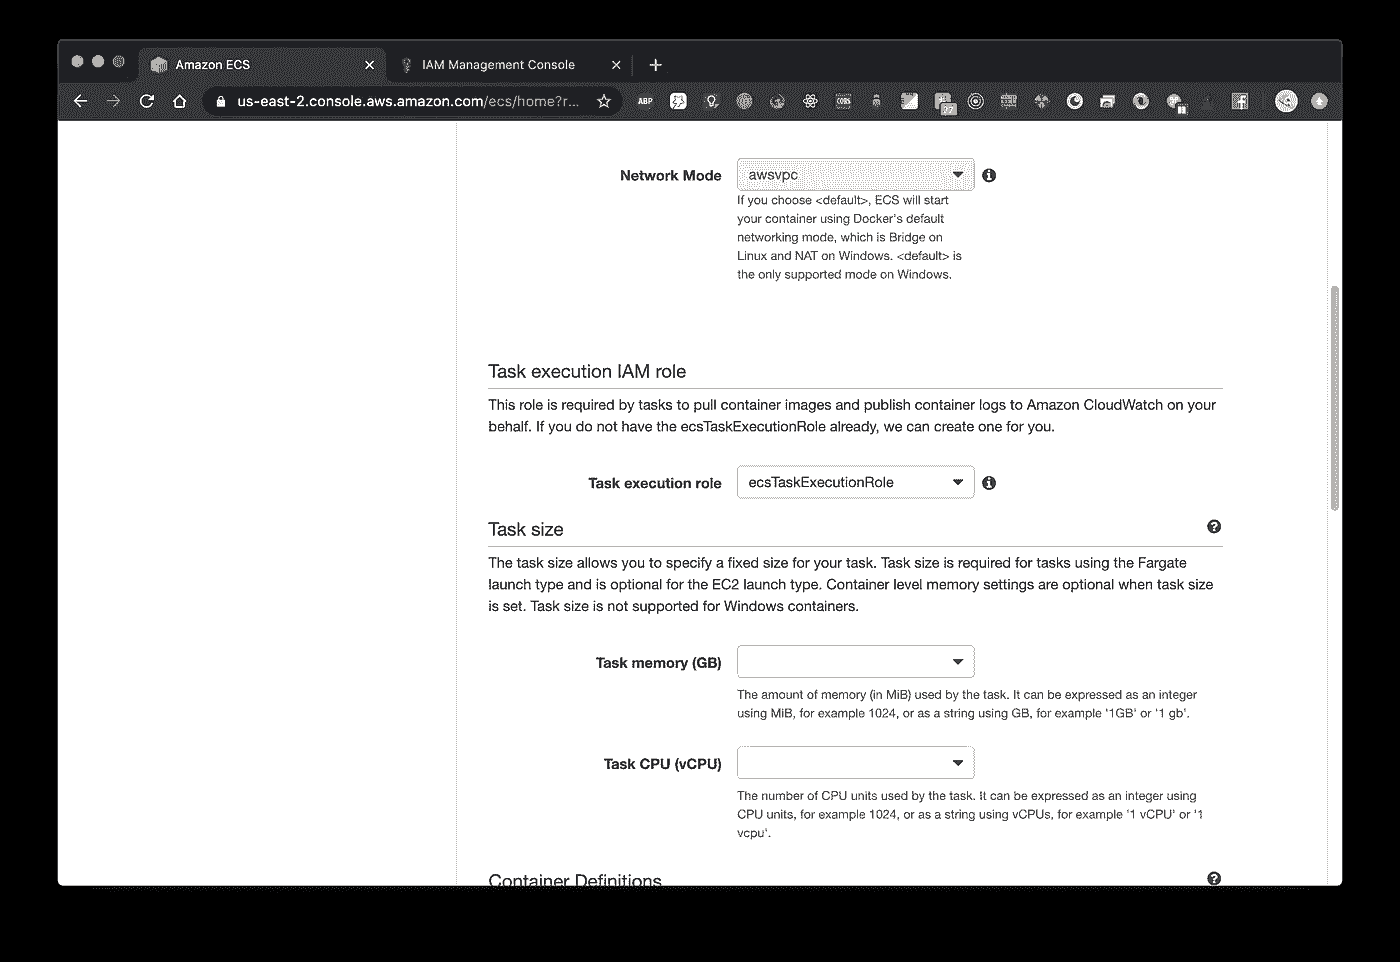 Amazon ECS
IAM Management Console
us-east-2.console.aws.amazon.com/ecs/home?r...
ABP
Network Mode
awsvpc
If you choose <default>, ECS will start
your container using Docker's default
networking mode, which is Bridge on
Linux and NAT on Windows. <default> is
the only supported mode on Windows.
Task execution IAM role
This role is required by tasks to pull container images and publish container logs to Amazon CloudWatch on your
behalf. If you do not have the ecsTaskExecutionRole already, we can create one for you.
Task execution role
ecsTaskExecutionRole
Task size
The task size allows you to specify a fixed size for your task. Task size is required for tasks using the Fargate
launch type and is optional for the EC2 launch type. Container level memory settings are optional when task size
is set. Task size is not supported for Windows containers.
Task memory (GB)
The amount of memory (in MiB) used by the task. It can be expressed as an integer
using MiB, for example 1024, or as a string using GB, for example '1GB' or '1 gb'.
Task CPU (vCPU)
The number of CPU units used by the task. It can be expressed as an integer using
CPU units, for example 1024, or as a string using vCPUs, for example '1 vCPU' or '1
vcpu'.
Container Definitions